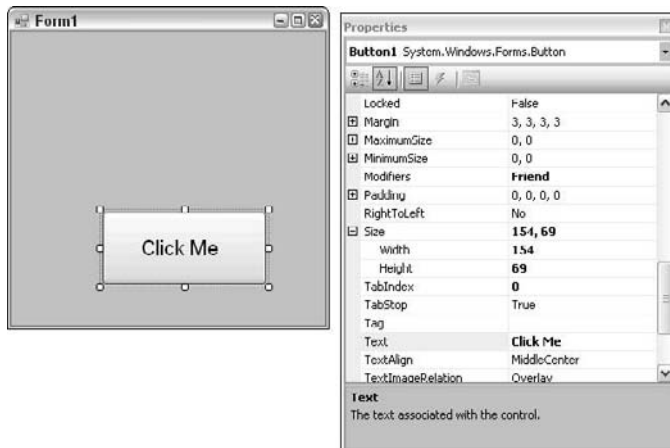 Form1
Click Me
Properties
Button1 System.Windows.Forms.Button
Locked False
Margin 3, 3, 3, 3
MaximumSize 0, 0
MinimumSize 0, 0
Modifiers Friend
Padding 0, 0, 0, 0
RightToLeft No
Size 154, 69
Width 154
Height 69
TabIndex 0
TabStop True
Tag
Text Click Me
TextAlign MiddleCenter
TextImageRelation Overlay
Text
The text associated with the control.